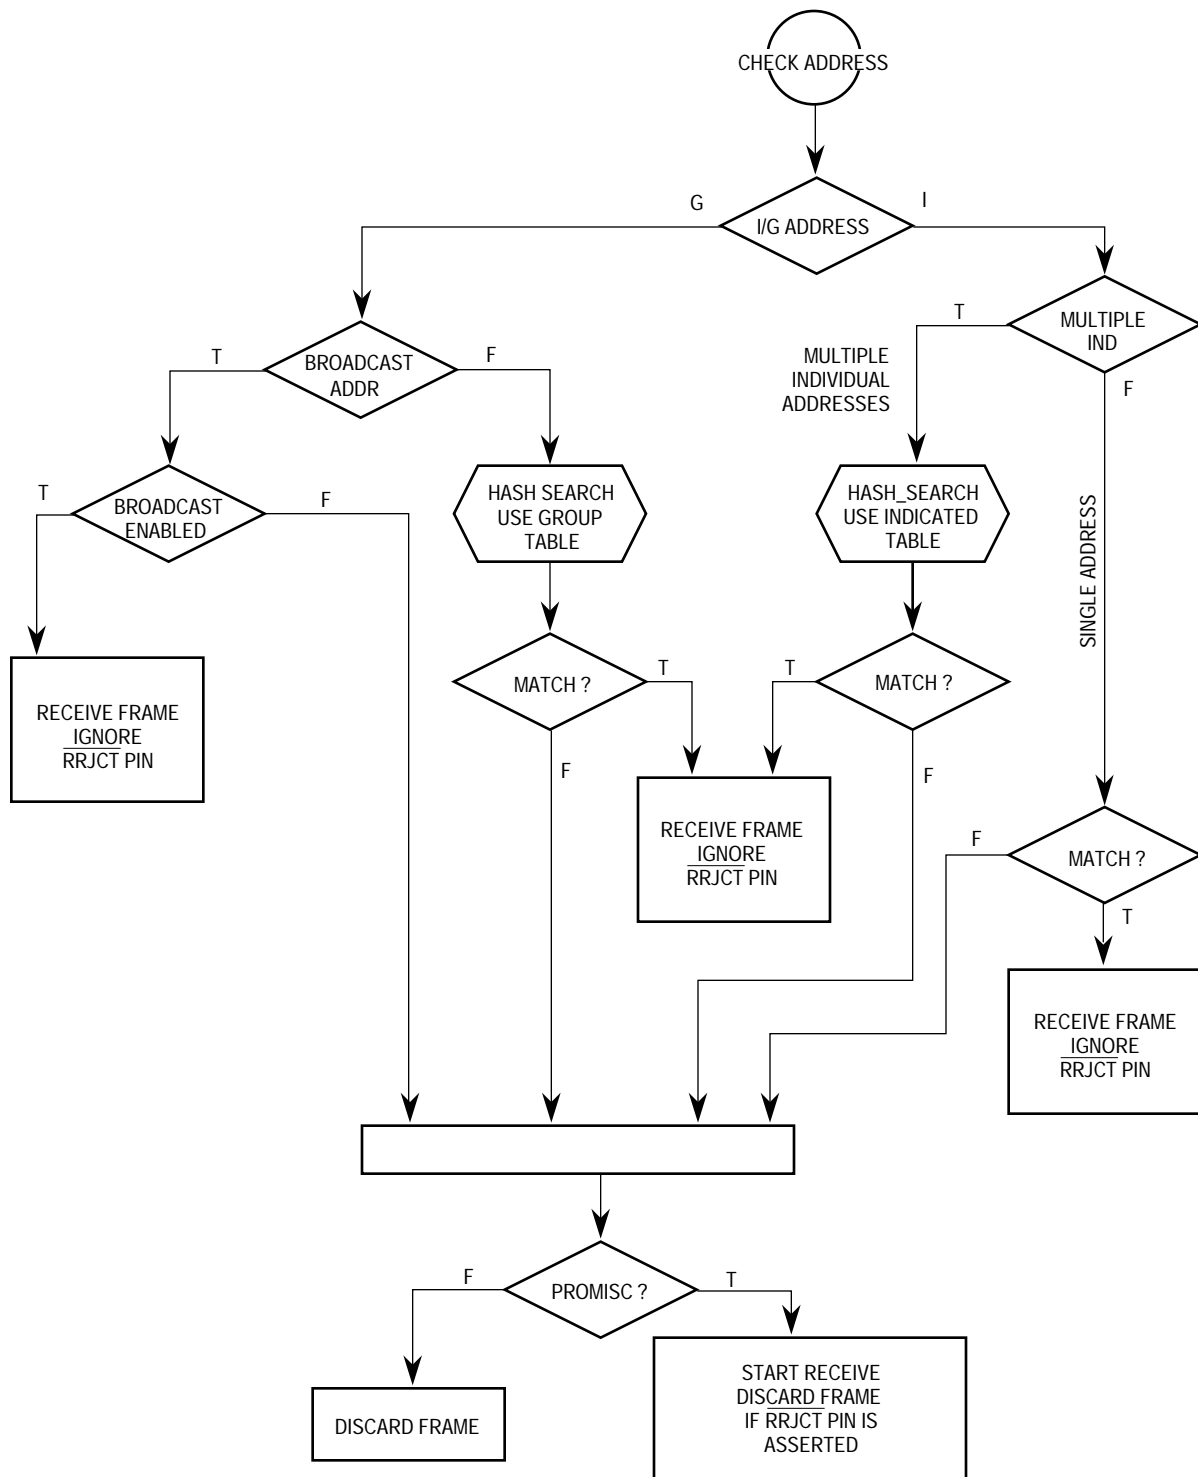 CHECK ADDRESS
G
I
I/G ADDRESS
T
MULTIPLE
IND
T
F
BROADCAST
ADDR
MULTIPLE
INDIVIDUAL
ADDRESSES
F
T
F
BROADCAST
ENABLED
HASH SEARCH
USE GROUP
TABLE
HASH_SEARCH
USE INDICATED
TABLE
SINGLE ADDRESS
MATCH ?
T
T
MATCH ?
RECEIVE FRAME
IGNORE
RRJCT PIN
F
F
RECEIVE FRAME
IGNORE
RRJCT PIN
F
MATCH ?
T
RECEIVE FRAME
IGNORE
RRJCT PIN
F
PROMISC ?
T
DISCARD FRAME
START RECEIVE
DISCARD FRAME
IF RRJCT PIN IS
ASSERTED